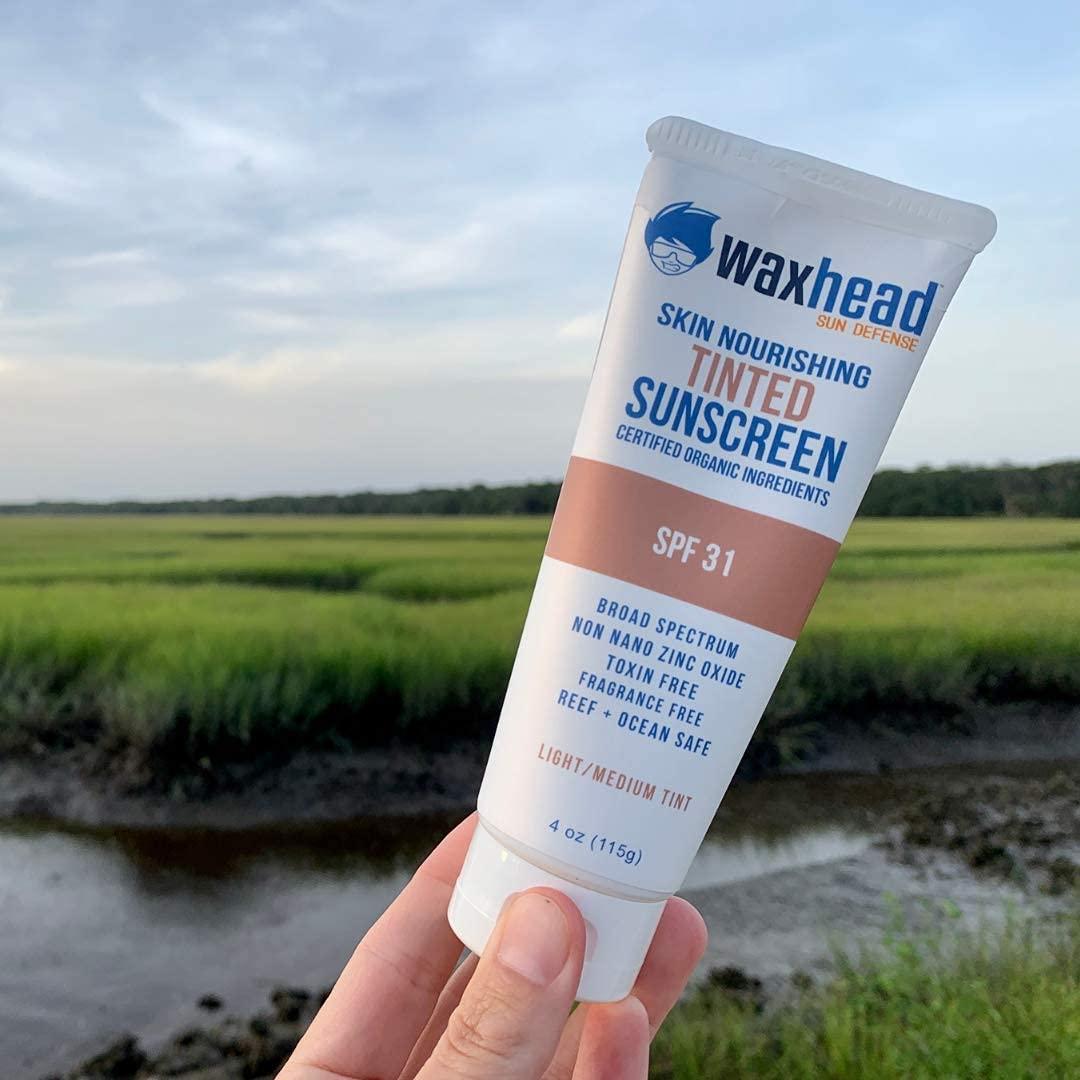 waxhead
SUN DEFENSE
SKIN NOURISHING
TINTED
SUNSCREEN
CERTIFIED ORGANIC INGREDIENTS
SPF 31
BROAD SPECTRUM
NON NANO ZINC OXIDE
TOXIN FREE
FRAGRANCE FREE
REEF + OCEAN SAFE
LIGHT/MEDIUM TINT
4 oz (115g)